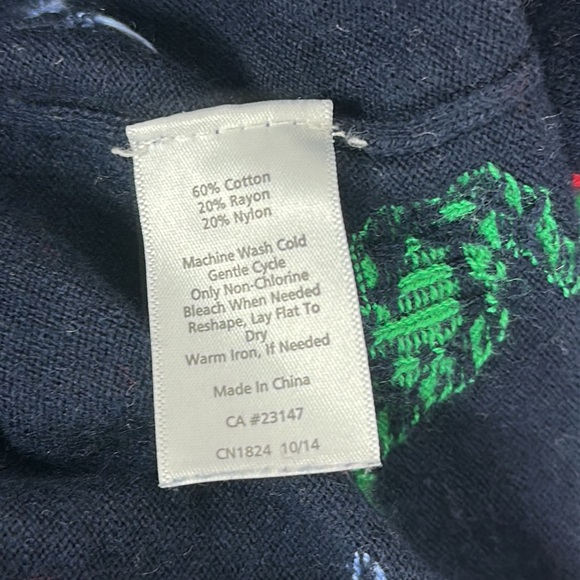 60% Cotton
20% Rayon
20% Nylon
Machine Wash Cold
Gentle Cycle
Only Non-Chlorine
Bleach When Needed
Reshape, Lay Flat To
Dry
Warm Iron, If Needed
Made In China
CA #23147
CN1824 10/14